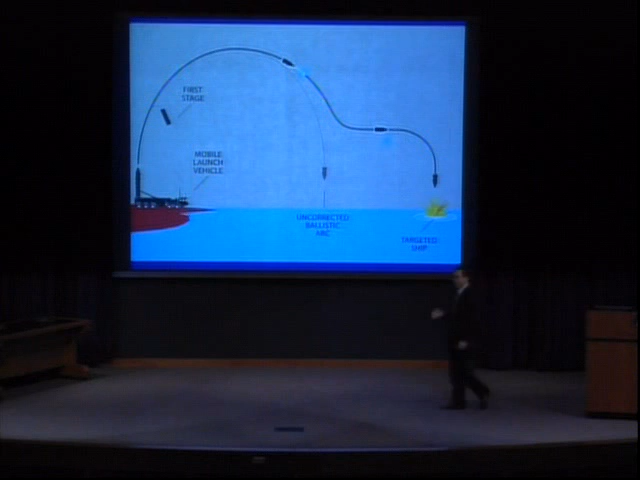 FIRST
STAGE
MOBILE
LAUNCH
VEHICLE
UNCORRECTED
BALLISTIC
ARC
TARGETED
SHIP